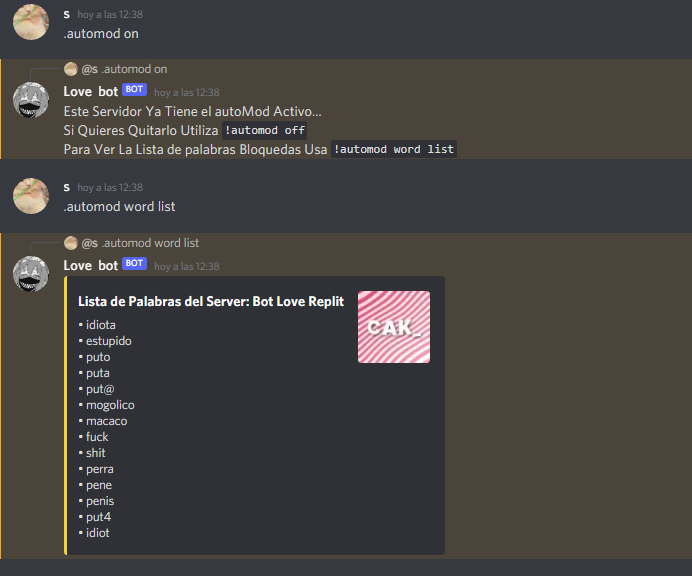 s hoy a las 12:38
.automod on
@s .automod on
Love bot BOT hoy a las 12:38
Este Servidor Ya Tiene el autoMod Activo...
Si Quieres Quitarlo Utiliza !automod off
Para Ver La Lista de palabras Bloquedas Usa !automod word list
s hoy a las 12:38
.automod word list
@s .automod word list
Love bot BOT hoy a las 12:38
Lista de Palabras del Server: Bot Love Replit
CAK_
• idiota
• estupido
• puto
• puta
• put@
• mogolico
• macaco
• fuck
• shit
• perra
• pene
• penis
• put4
• idiot